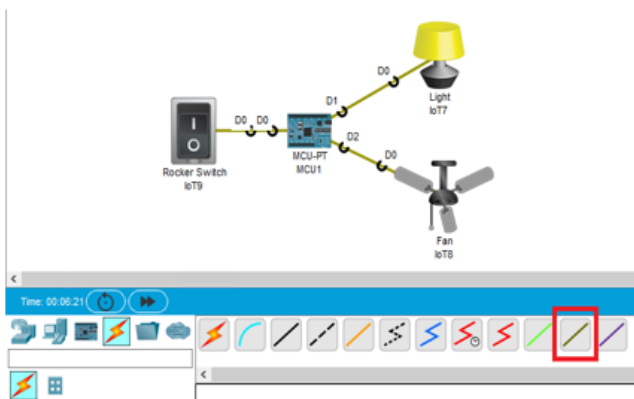 D0
Light
IoT7
D1
D0 D0
MCU-PT
MCU1
Rocker Switch
IoT9
D2
D0
Fan
IoT8
Time: 00:06:21